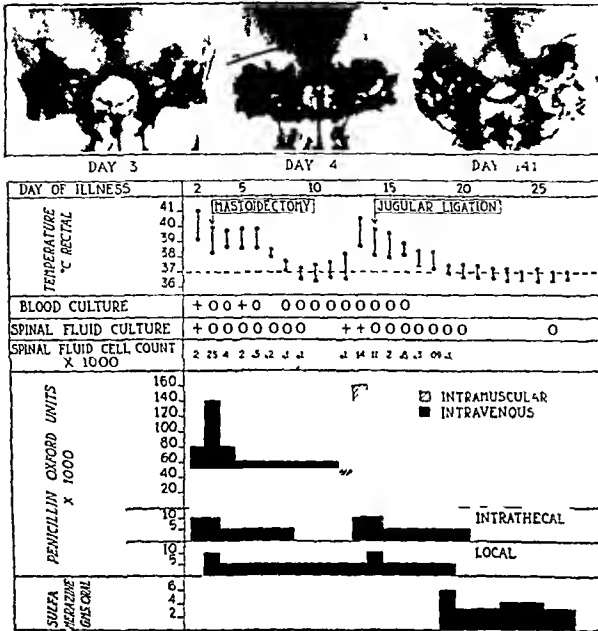 DAY 3 DAY 4 DAY 141
DAY OF ILLNESS 2 5 10 15 20 25
TEMPERATURE
°C RECTAL
41
40
39
38
37
36
MASTOIDECTOMY JUGULAR LIGATION
BLOOD CULTURE + 0 0 + 0 0 0 0 0 0 0 0 0 0 0
SPINAL FLUID CULTURE + 0 0 0 0 0 0 0 + + 0 0 0 0 0 0 0 0 0
SPINAL FLUID CELL COUNT
X 1000
PENICILLIN OXFORD UNITS
X 1000
160
140
120
100
80
60
40
20
INTRAMUSCULAR
INTRAVENOUS
10
5
INTRATHECAL
10
5
LOCAL
SULFA
MERAZINE
GMS. ORAL
6
4
2